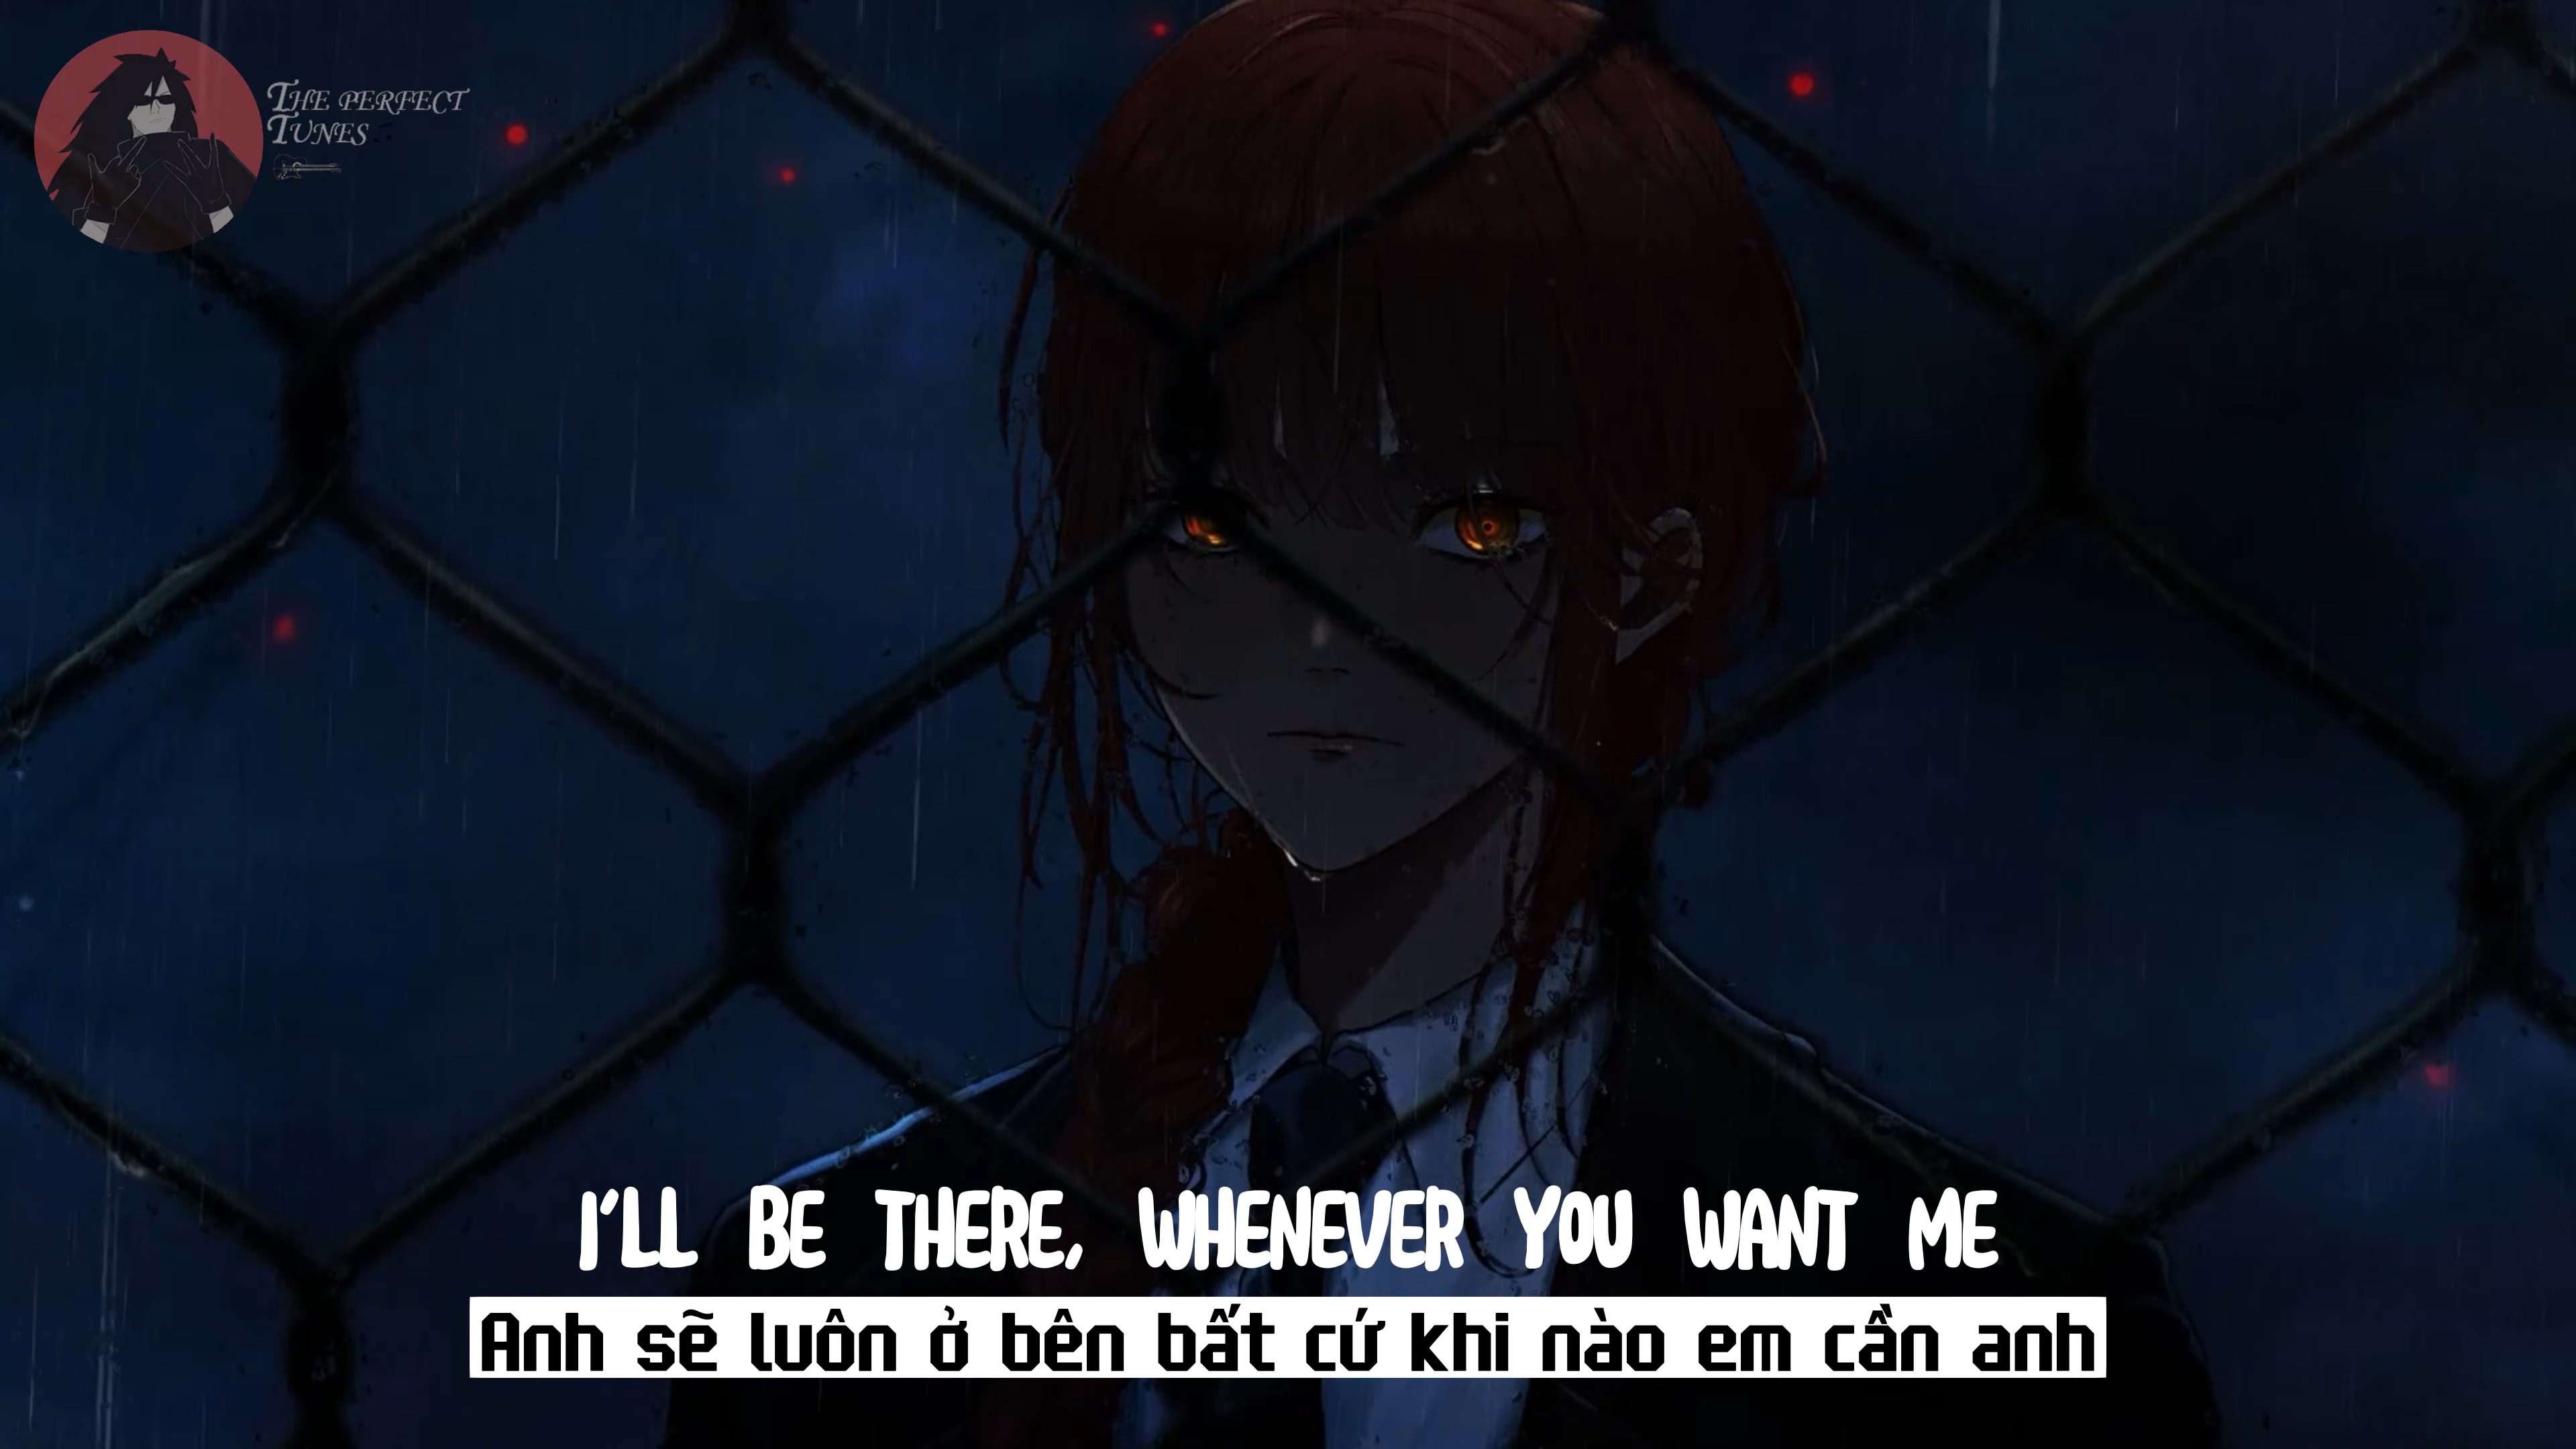 THE PERFECT
TUNES
I'LL BE THERE, WHENEVER YOU WANT ME
Anh sẽ luôn ở bên bất cứ khi nào em cần anh